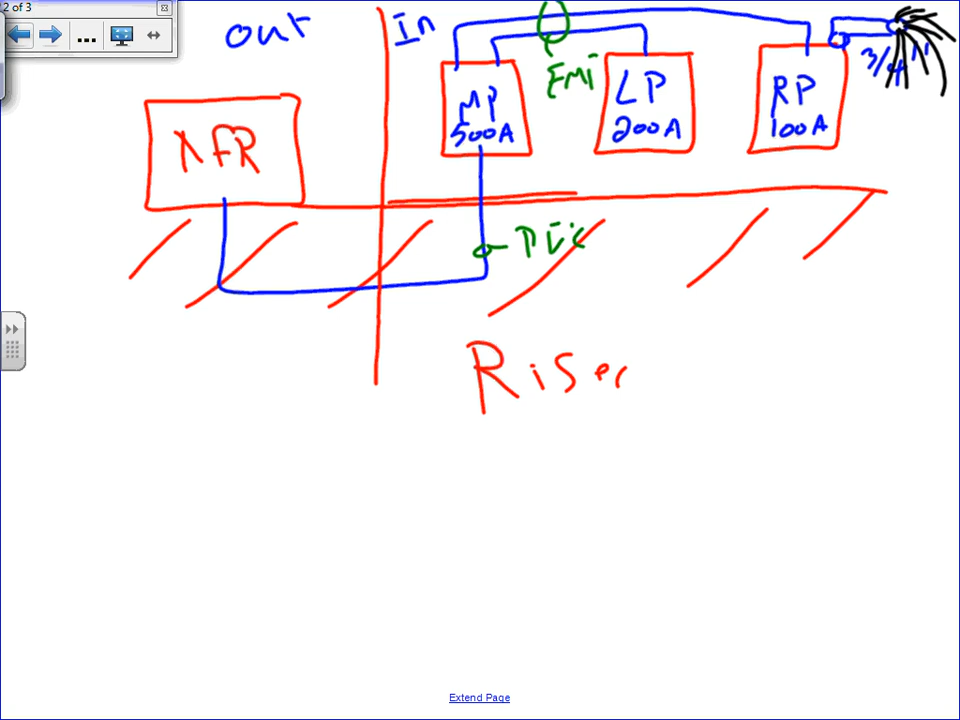 2 of 3
...
out
In
EMT
3/4"
XFR
MP
500A
LP
200A
RP
100A
PVC
Riser
Extend Page